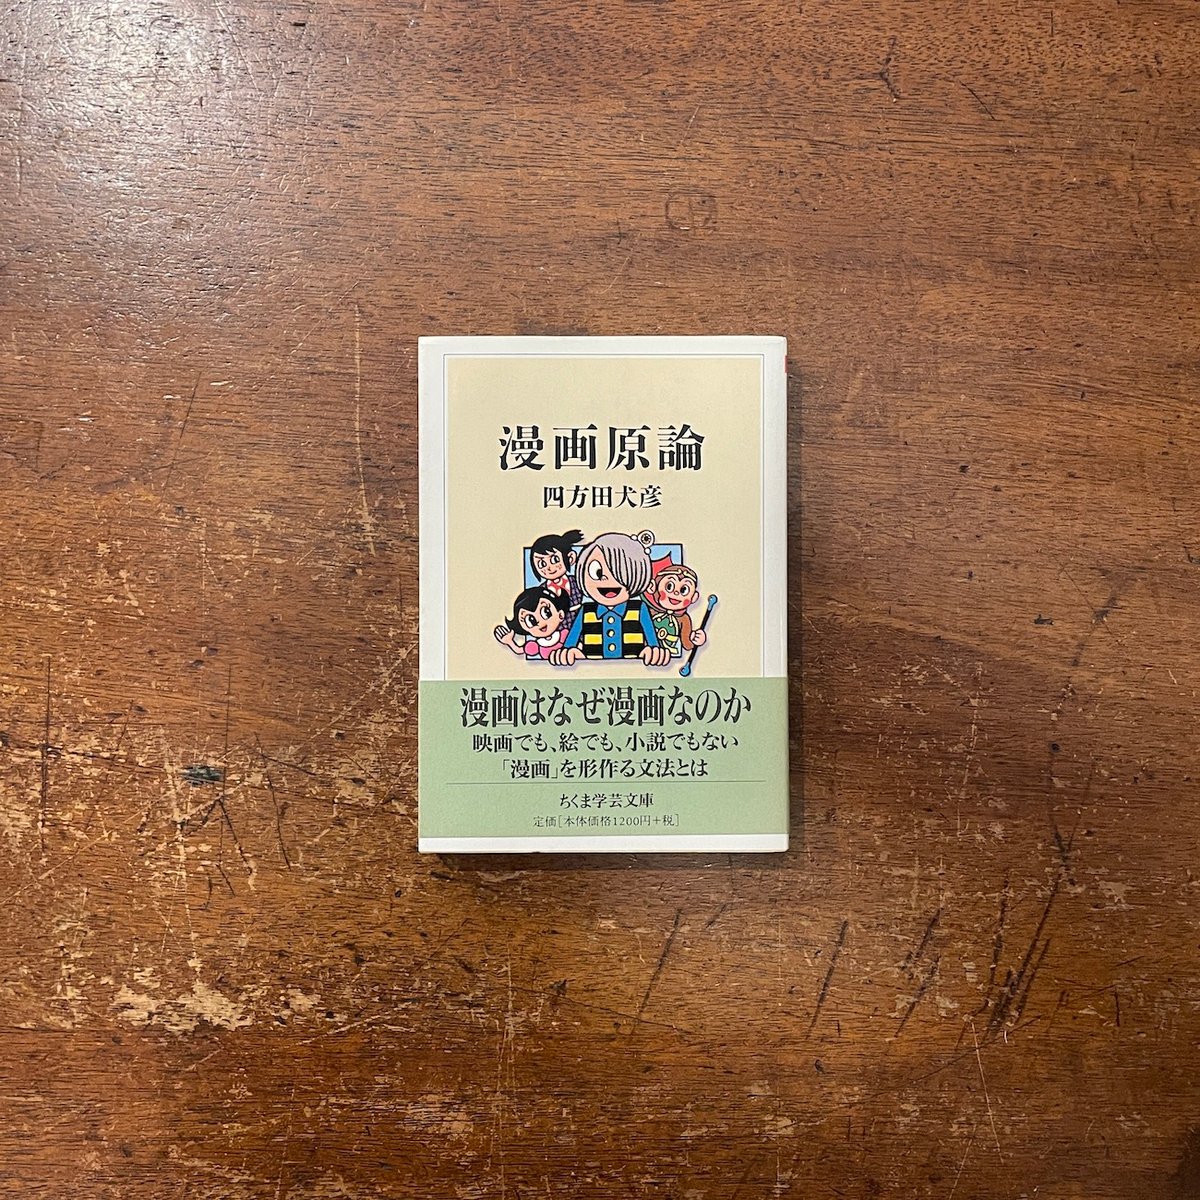 漫画原論
四方田犬彦
漫画はなぜ漫画なのか
映画でも、絵でも、小説でもない
「漫画」を形作る文法とは
ちくま学芸文庫
定価[本体価格1200円+税]